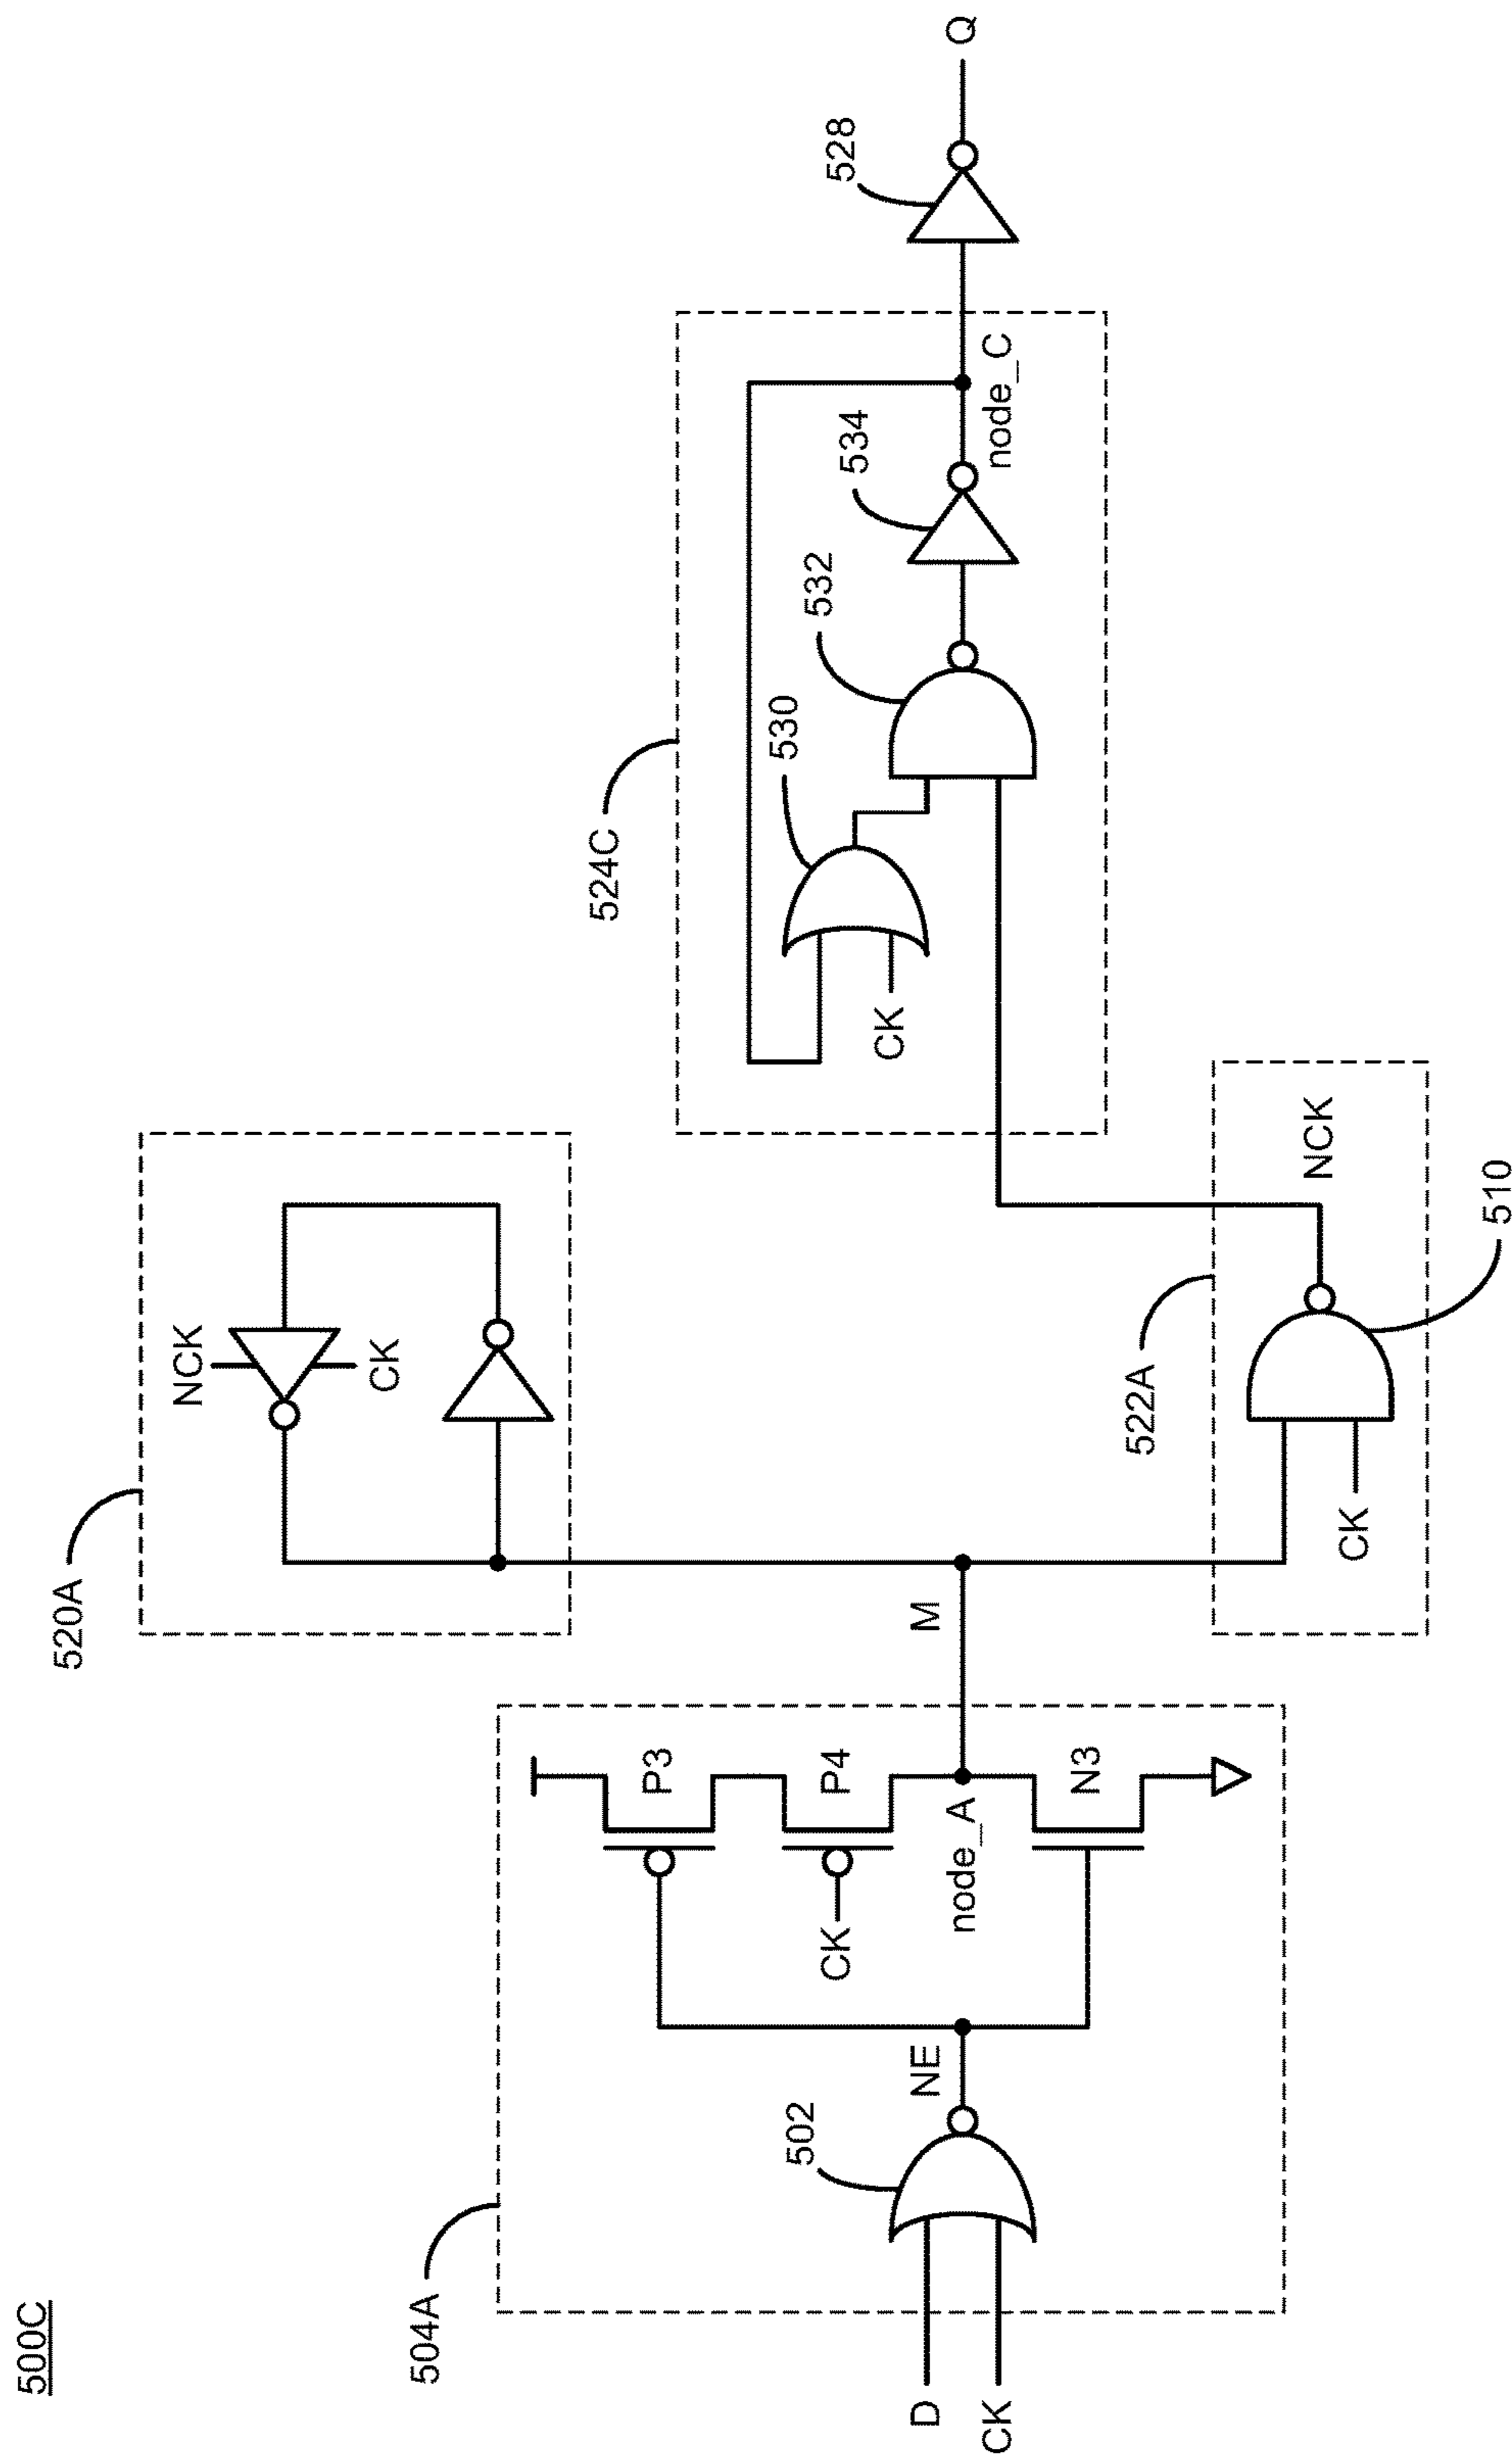 500C
504A
D
CK
502
NE
P3
CK
P4
node_A
N3
M
520A
NCK
CK
522A
CK
NCK
510
524C
CK
530
532
534
node_C
528
Q